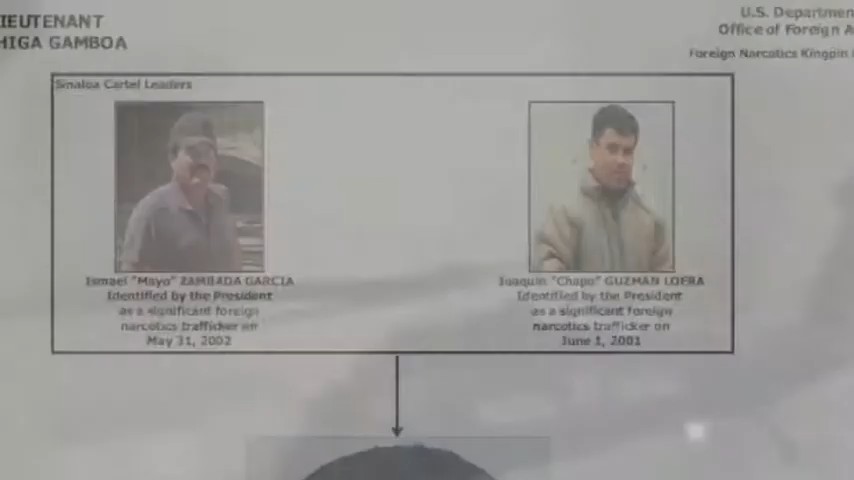 IEUTENANT
HIGA GAMBOA
U.S. Departmen
Office of Foreign A
Foreign Narcotics Kingpin
Sinaloa Cartel Leaders
Ismael "Mayo" ZAMBADA GARCIA
Identified by the President
as a significant foreign
narcotics trafficker on
May 31, 2002
Joaquin "Chapo" GUZMAN LOERA
Identified by the President
as a significant foreign
narcotics trafficker on
June 1, 2001